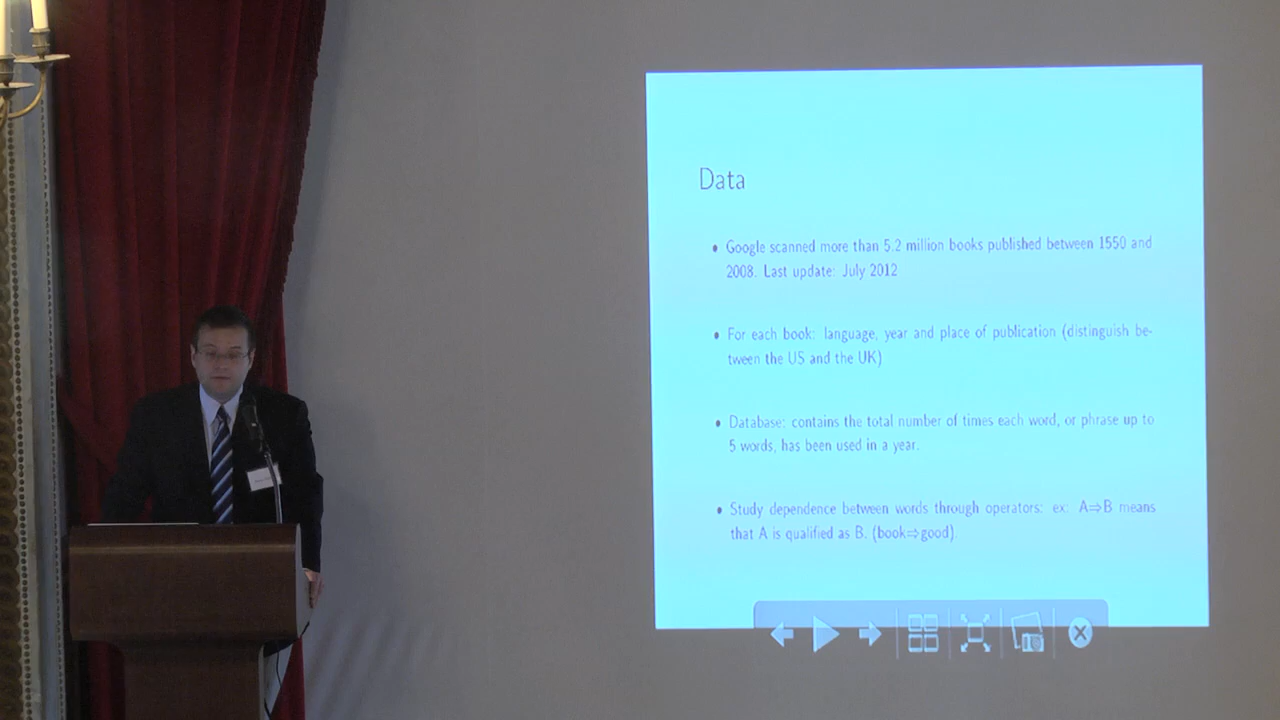 Data
• Google scanned more than 5.2 million books published between 1550 and
2008. Last update: July 2012
• For each book: language, year and place of publication (distinguish be-
tween the US and the UK)
• Database: contains the total number of times each word, or phrase up to
5 words, has been used in a year.
• Study dependence between words through operators: ex: A⇒B means
that A is qualified as B. (book⇒good).